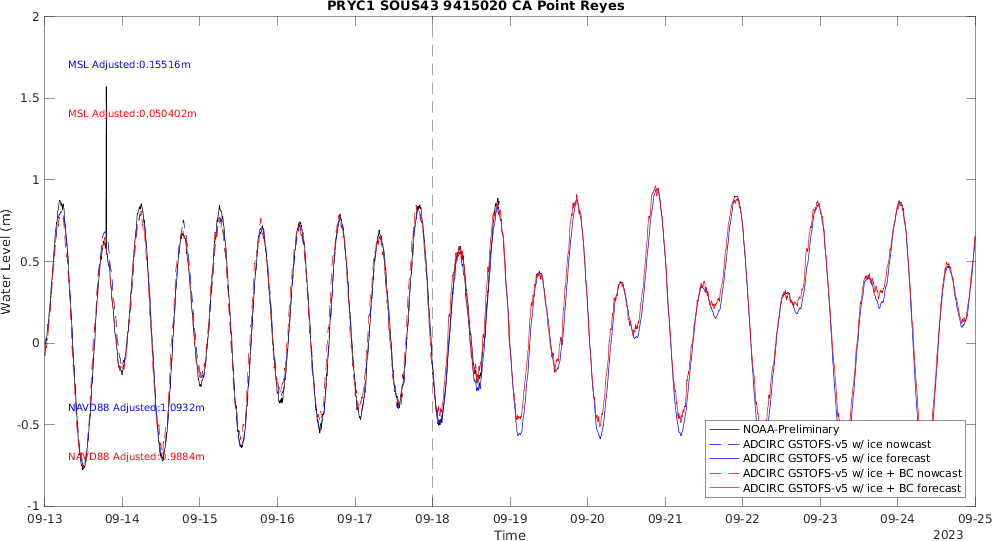 PRYC1 SOUS43 9415020 CA Point Reyes
2
MSL Adjusted:0.15516m
1.5
MSL Adjusted:0.050402m
1
Water Level (m)
0.5
0
NAVD88 Adjusted:1.0932m
-0.5
NOAA-Preliminary
ADCIRC GSTOFS-v5 w/ ice nowcast
NAVD88 Adjusted:0.9884m
ADCIRC GSTOFS-v5 w/ ice forecast
ADCIRC GSTOFS-v5 w/ ice + BC nowcast
ADCIRC GSTOFS-v5 w/ ice + BC forecast
-1
09-13 09-14 09-15 09-16 09-17 09-18 09-19 09-20 09-21 09-22 09-23 09-24 09-25
Time
2023